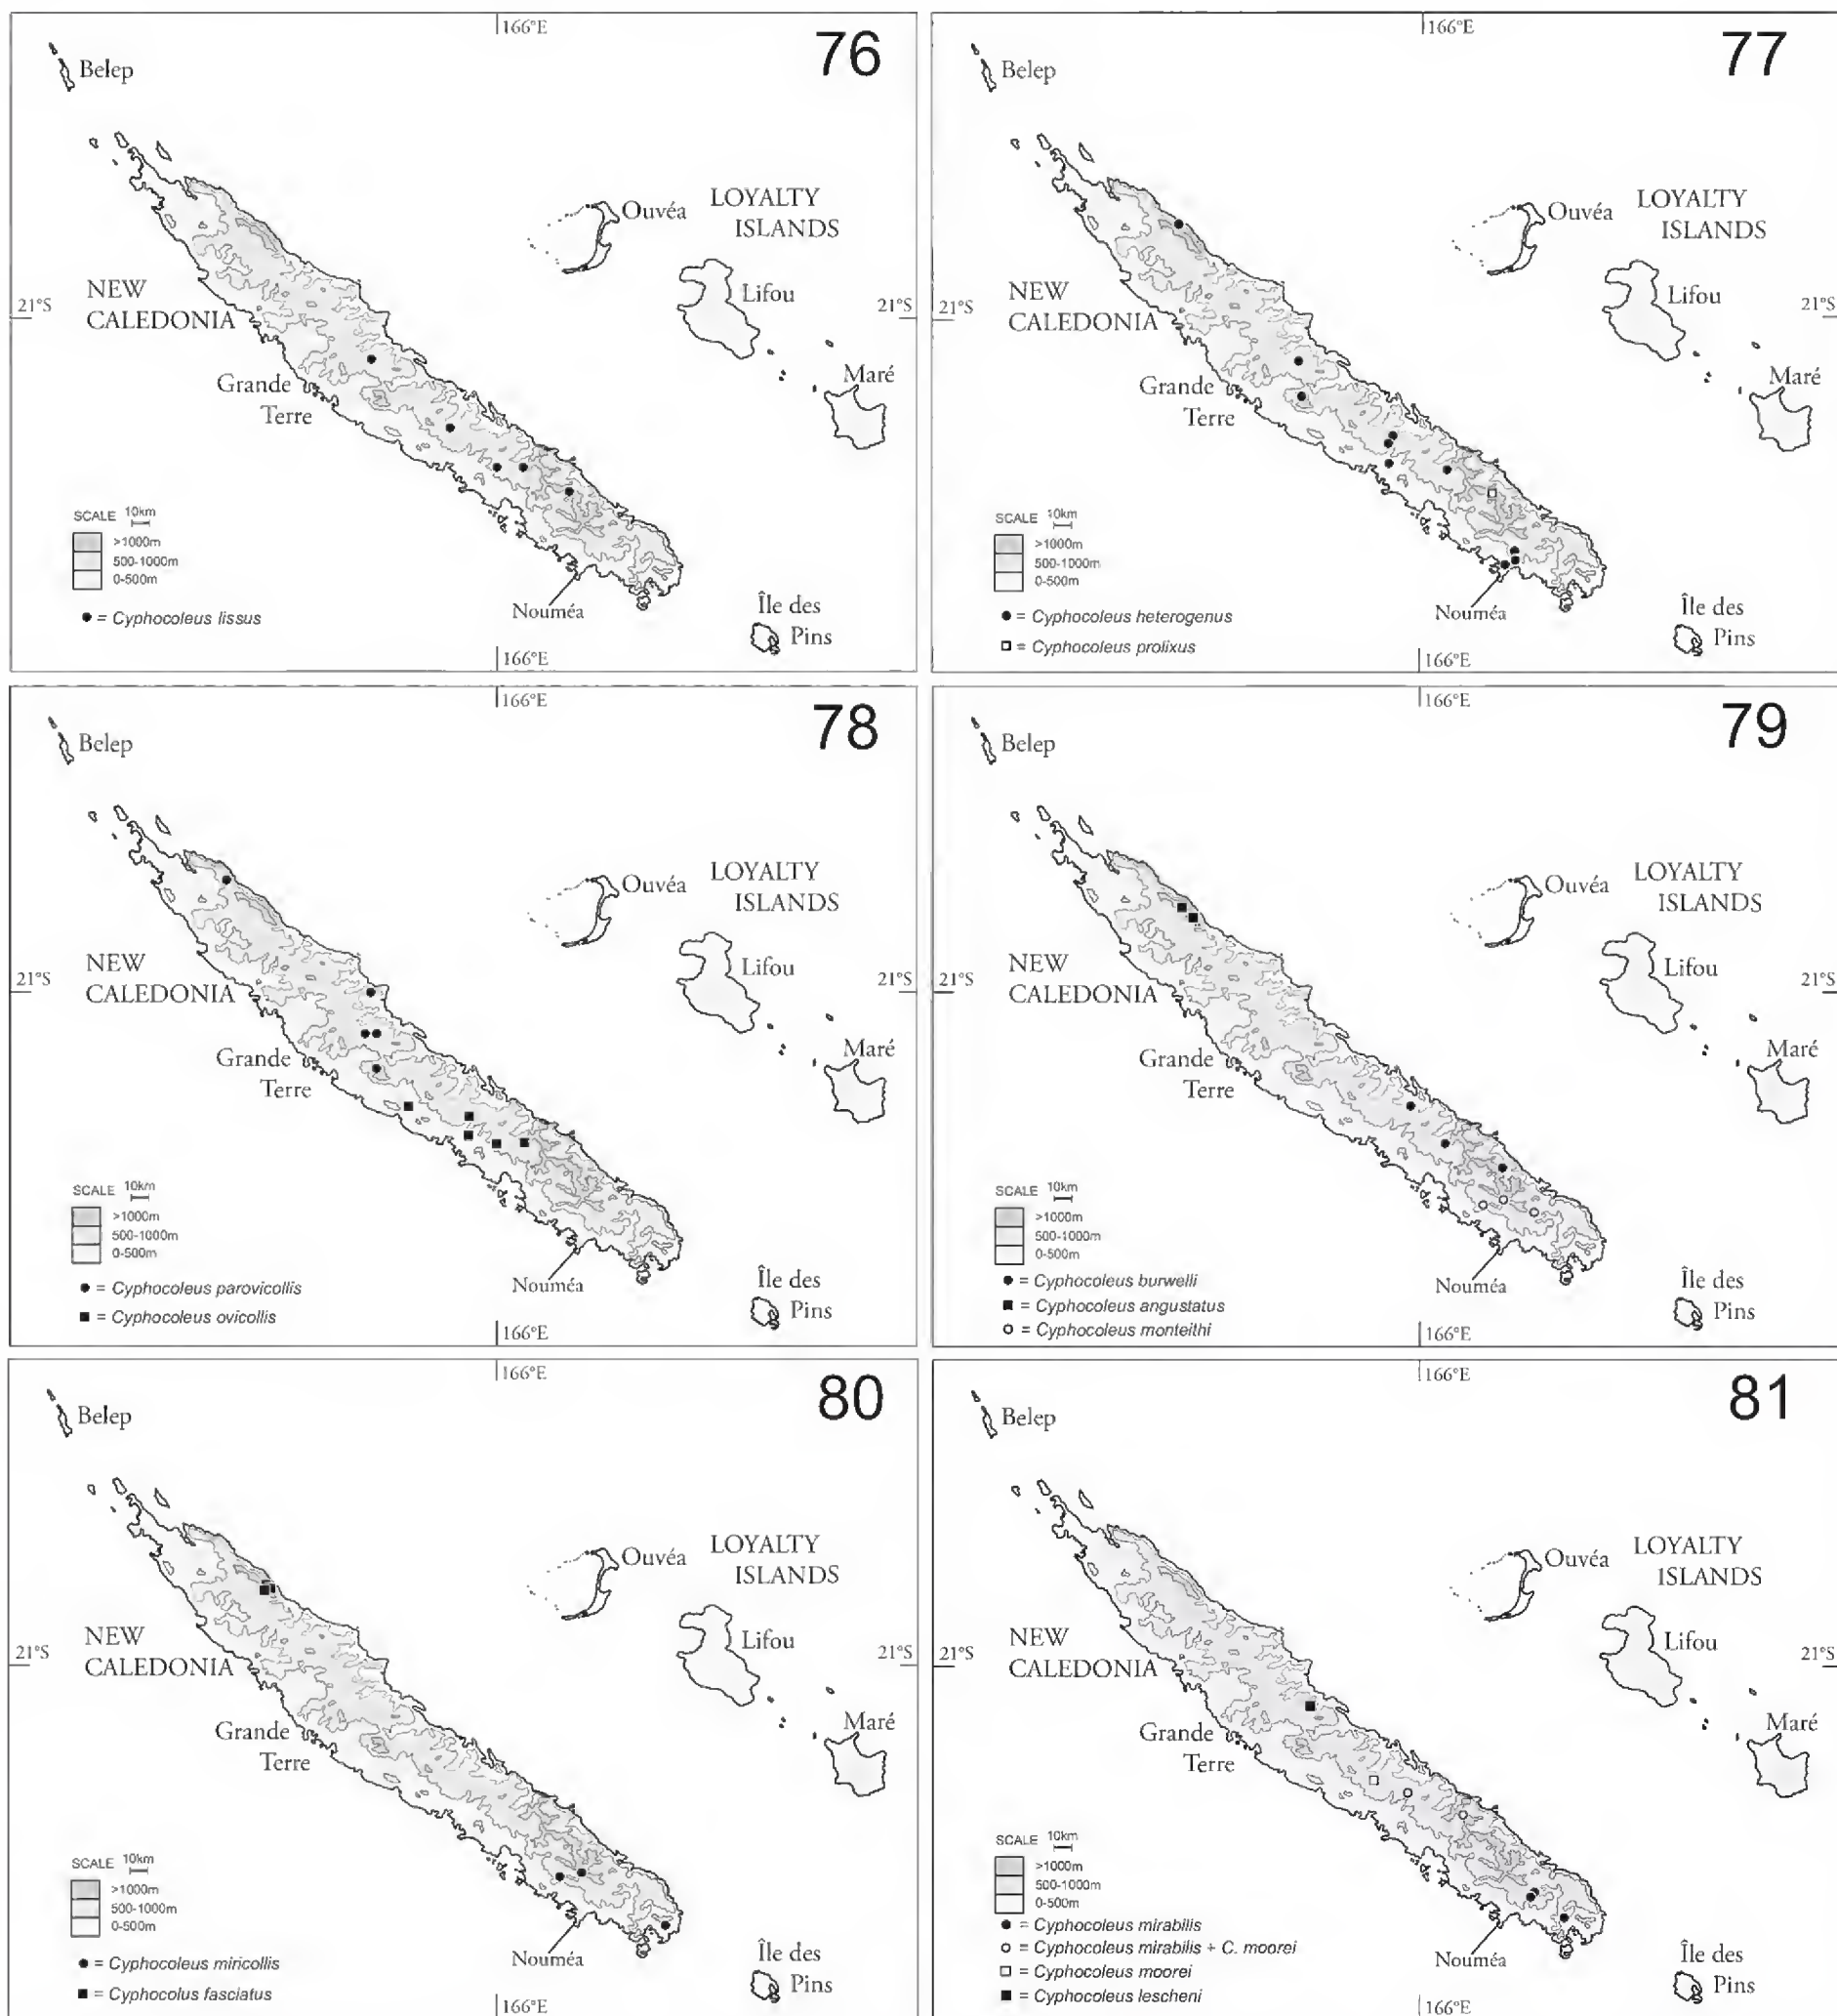 166°E
76
Belep
Ouvéa
LOYALTY
ISLANDS
NEW
CALEDONIA
Lifou
21°S
21°S
Grande
Terre
Maré
SCALE 10km
>1000m
500-1000m
0-500m
Nouméa
Île des
Pins
● = Cyphocoleus lissus
166°E
166°E
77
Belep
Ouvéa
LOYALTY
ISLANDS
NEW
CALEDONIA
Lifou
21°S
21°S
Grande
Terre
Maré
SCALE 10km
>1000m
500-1000m
0-500m
Nouméa
Île des
Pins
● = Cyphocoleus heterogenus
□ = Cyphocoleus prolixus
166°E
166°E
78
Belep
Ouvéa
LOYALTY
ISLANDS
NEW
CALEDONIA
Lifou
21°S
21°S
Grande
Terre
Maré
SCALE 10km
>1000m
500-1000m
0-500m
Nouméa
Île des
Pins
● = Cyphocoleus parovicollis
■ = Cyphocoleus ovicollis
166°E
166°E
79
Belep
Ouvéa
LOYALTY
ISLANDS
NEW
CALEDONIA
Lifou
21°S
21°S
Grande
Terre
Maré
SCALE 10km
>1000m
500-1000m
0-500m
Nouméa
Île des
Pins
● = Cyphocoleus burwelli
■ = Cyphocoleus angustatus
○ = Cyphocoleus monteithi
166°E
166°E
80
Belep
Ouvéa
LOYALTY
ISLANDS
NEW
CALEDONIA
Lifou
21°S
21°S
Grande
Terre
Maré
SCALE 10km
>1000m
500-1000m
0-500m
Nouméa
Île des
Pins
● = Cyphocoleus miricollis
■ = Cyphocolus fasciatus
166°E
166°E
81
Belep
Ouvéa
LOYALTY
ISLANDS
NEW
CALEDONIA
Lifou
21°S
21°S
Grande
Terre
Maré
SCALE 10km
>1000m
500-1000m
0-500m
Nouméa
Île des
Pins
● = Cyphocoleus mirabilis
○ = Cyphocoleus mirabilis + C. moorei
□ = Cyphocoleus moorei
■ = Cyphocoleus lescheni
166°E